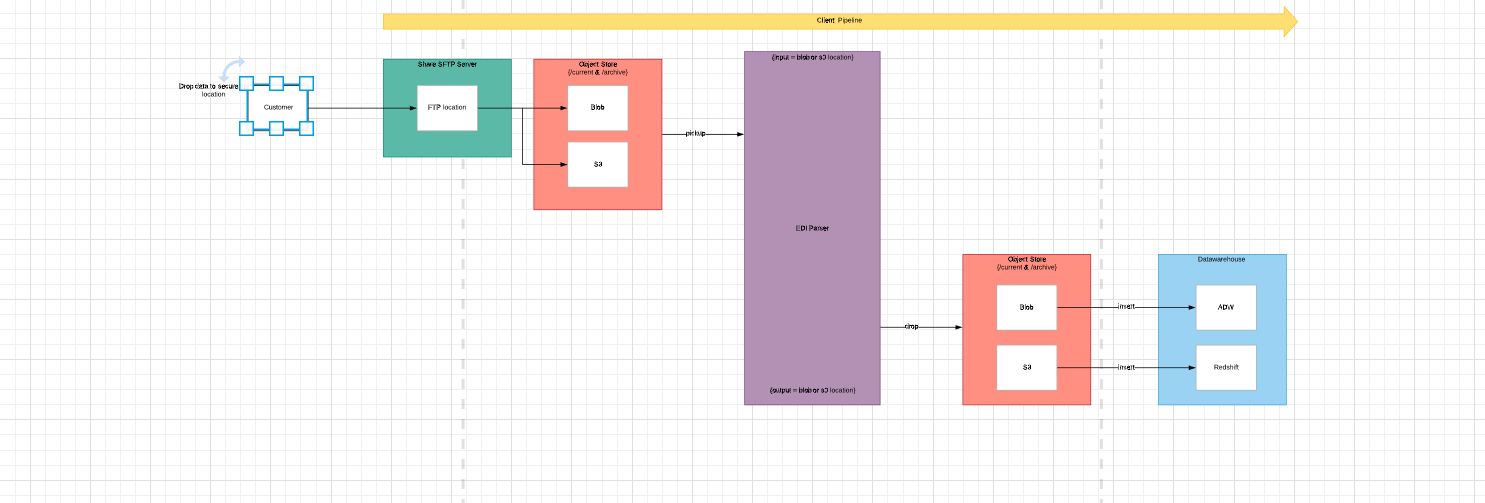 Client Pipeline
Drop data to secure
location
Customer
Share SFTP Server
FTP location
Object Store
(/current & /archive)
Blob
S3
pickup
(input = blob or s3 location)
EDI Parser
(output = blob or s3 location)
drop
Object Store
(/current & /archive)
Blob
S3
insert
insert
Datawarehouse
ADW
Redshift